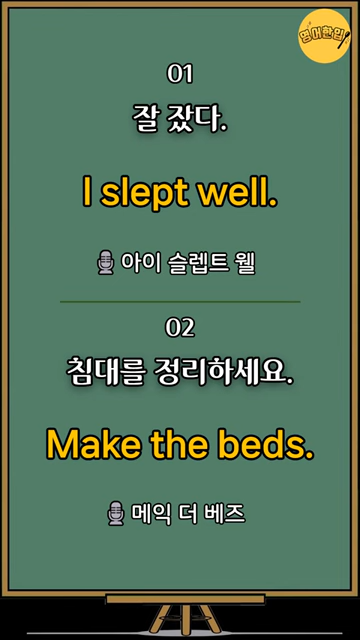 영어한입
01
잘 잤다.
I slept well.
아이 슬렙트 웰
02
침대를 정리하세요.
Make the beds.
메익 더 베즈